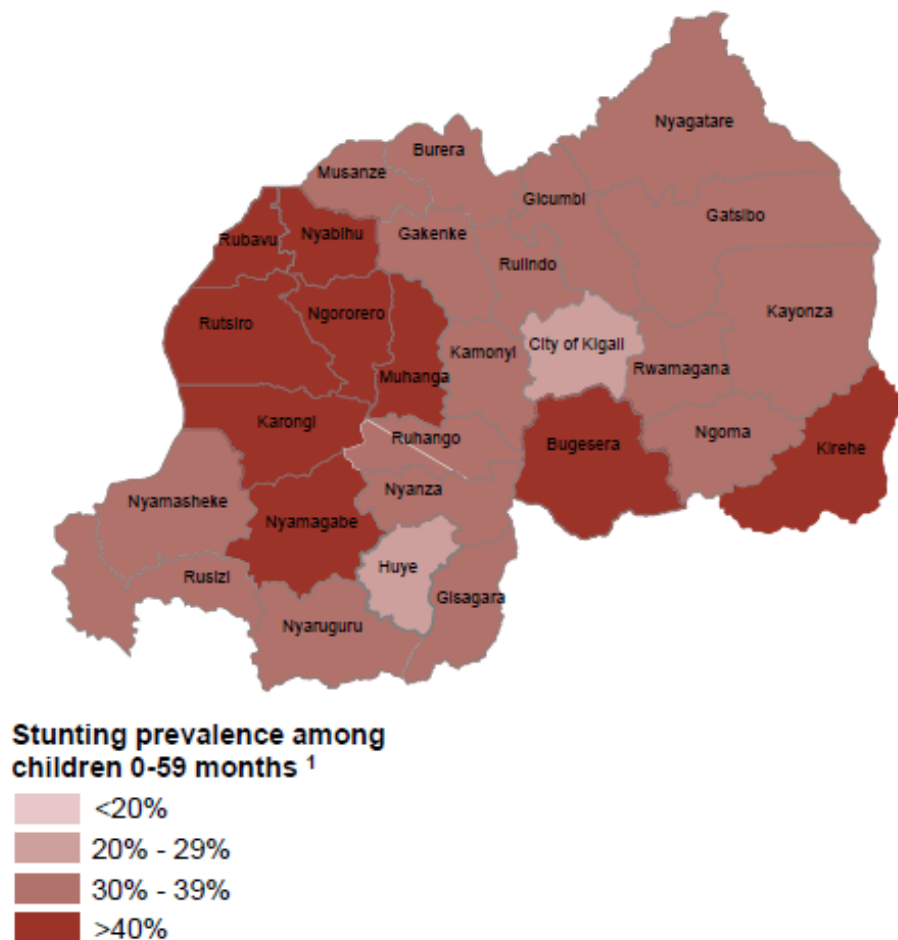 Nyagatare
Burera
Musanze
Gicumbi
Gatsibo
Rubavu
Nyabihu
Gakenke
Rulindo
Kayonza
Rutsiro
Ngororero
City of Kigali
Kamonyi
Rwamagana
Muhanga
Karongi
Ruhango
Bugesera
Ngoma
Kirehe
Nyanza
Nyamasheke
Nyamagabe
Huye
Rusizi
Gisagara
Nyaruguru
Stunting prevalence among
children 0-59 months ¹
<20%
20% - 29%
30% - 39%
>40%